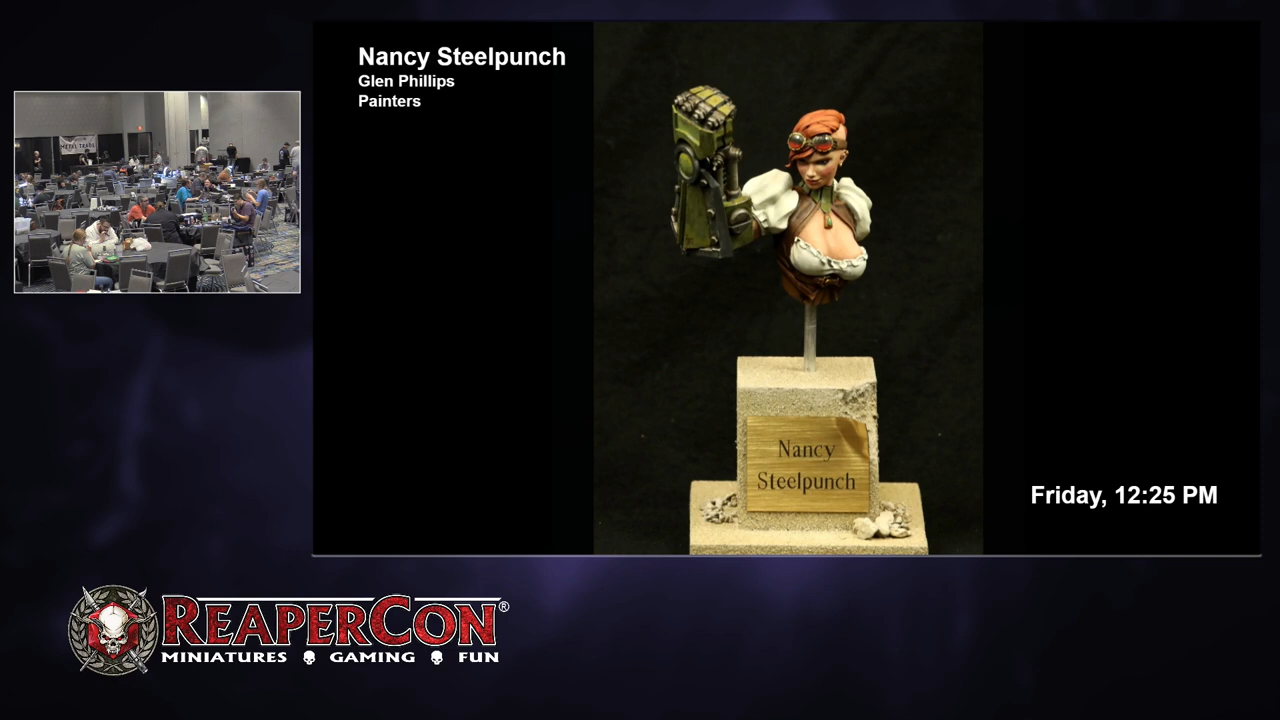 Nancy Steelpunch
Glen Phillips
Painters
METAL TRADE
Nancy
Steelpunch
Friday, 12:25 PM
REAPERCON®
MINIATURES GAMING FUN